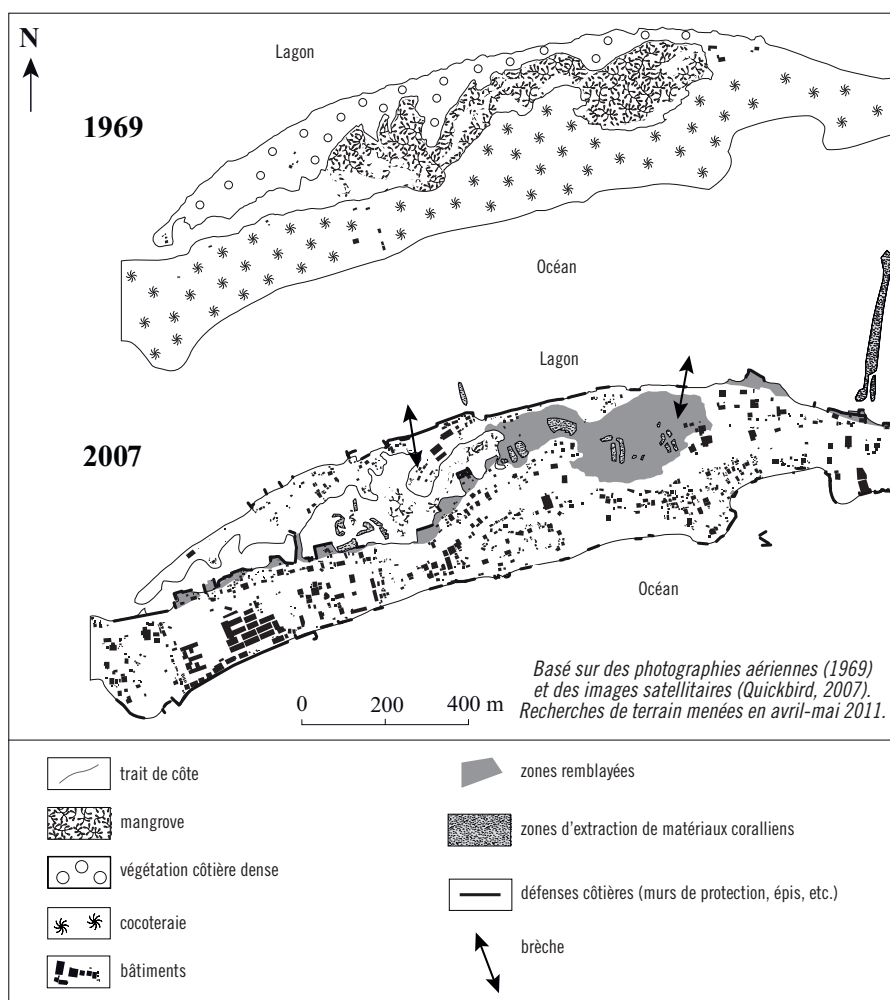 N
Lagon
1969
Océan
Lagon
2007
Océan
Basé sur des photographies aériennes (1969)
et des images satellitaires (Quickbird, 2007).
Recherches de terrain menées en avril-mai 2011.
0 200 400 m
trait de côte
mangrove
végétation côtière dense
cocoteraie
bâtiments
zones remblayées
zones d'extraction de matériaux coralliens
défenses côtières (murs de protection, épis, etc.)
brèche